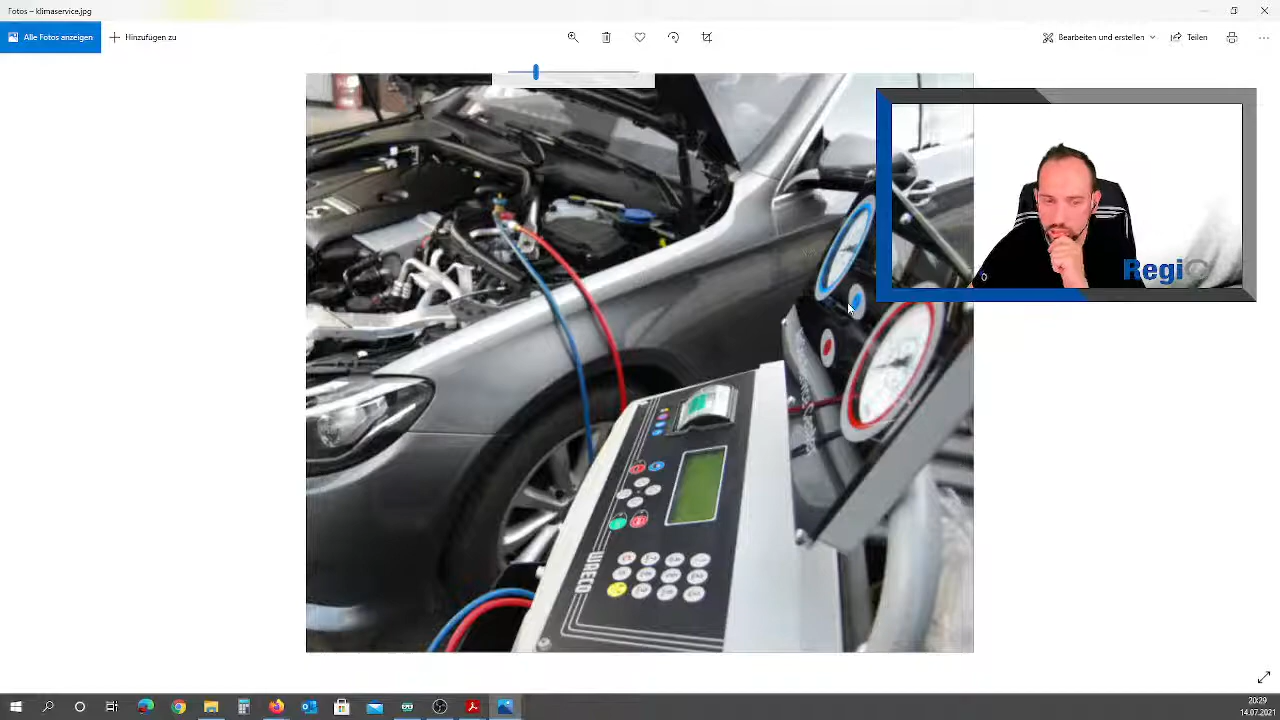 Fotos – klimaservice.jpg
Alle Fotos anzeigen
Hinzufügen zu
Bearbeiten und erstellen
Teilen
Regi
WAECO
20:29
14.07.2021